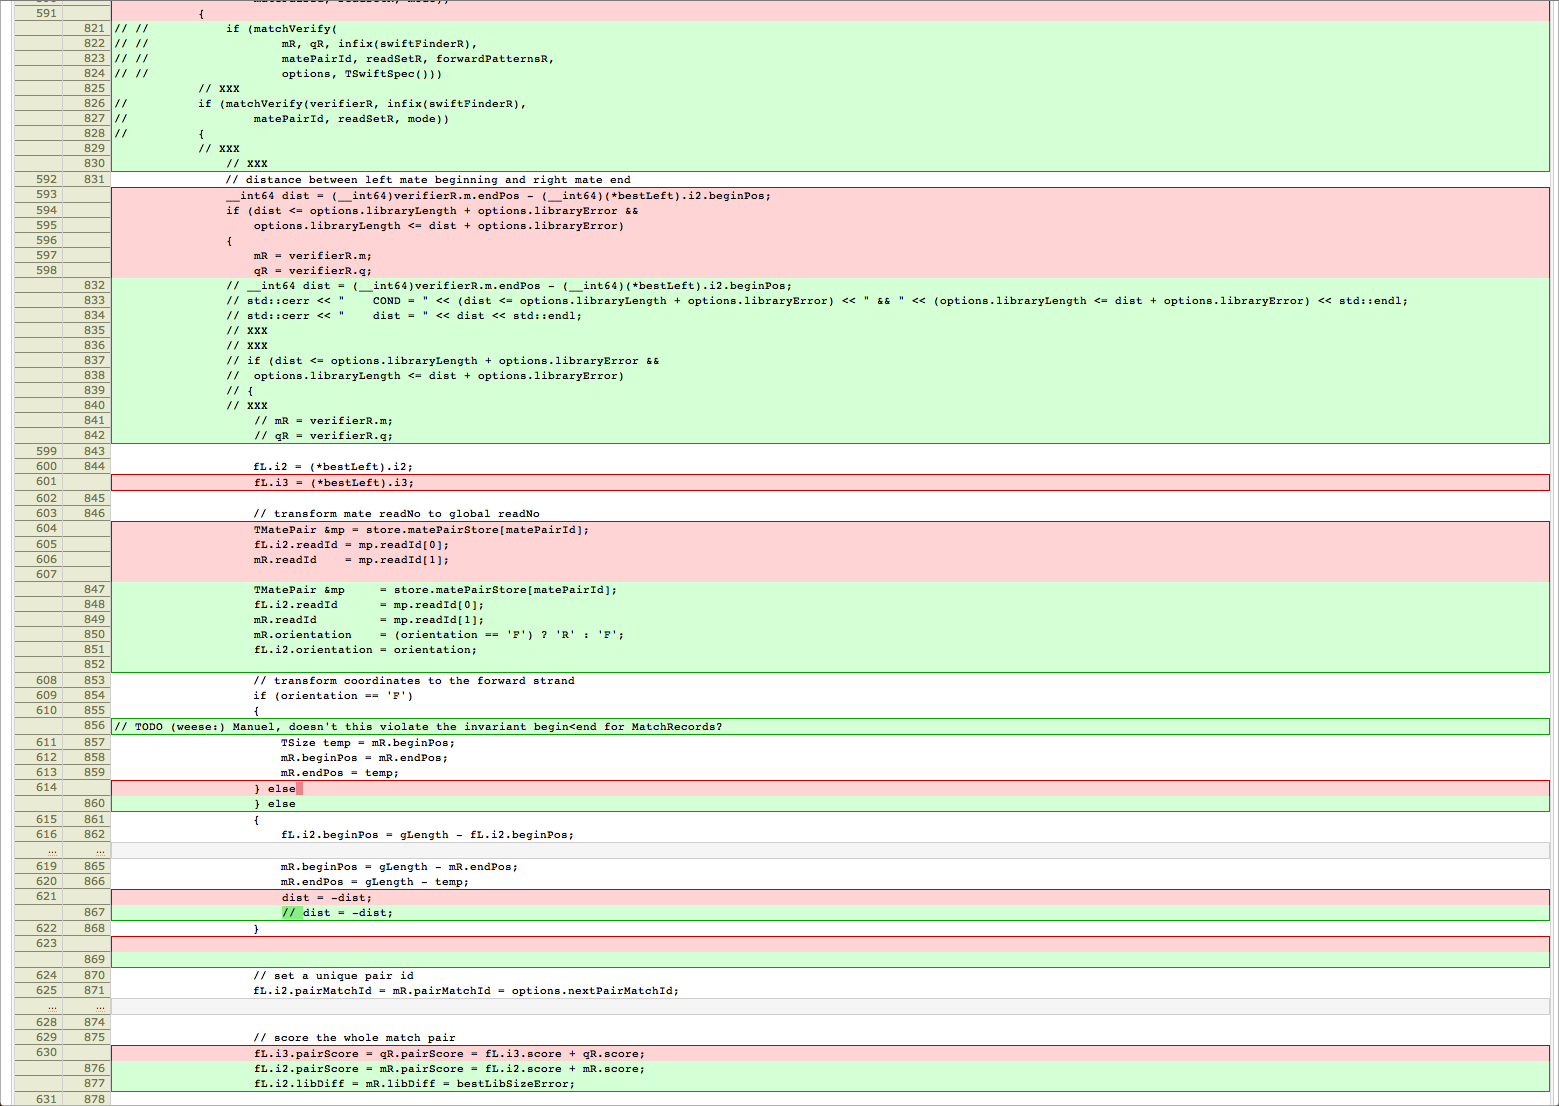 591 {
821 // // if (matchVerify(
822 // // mR, qR, infix(swiftFinderR),
823 // // matePairId, readSetR, forwardPatternsR,
824 // // options, TSwiftSpec()))
825 // XXX
826 // if (matchVerify(verifierR, infix(swiftFinderR),
827 // matePairId, readSetR, mode))
828 // {
829 // XXX
830 // XXX
592 831 // distance between left mate beginning and right mate end
593 __int64 dist = (__int64)verifierR.m.endPos - (__int64)(*bestLeft).i2.beginPos;
594 if (dist <= options.libraryLength + options.libraryError &&
595 options.libraryLength <= dist + options.libraryError)
596 {
597 mR = verifierR.m;
598 qR = verifierR.q;
832 // __int64 dist = (__int64)verifierR.m.endPos - (__int64)(*bestLeft).i2.beginPos;
833 // std::cerr << "    COND = " << (dist <= options.libraryLength + options.libraryError) << " && " << (options.libraryLength <= dist + options.libraryError) << std::endl;
834 // std::cerr << "    dist = " << dist << std::endl;
835 // XXX
836 // XXX
837 // if (dist <= options.libraryLength + options.libraryError &&
838 //  options.libraryLength <= dist + options.libraryError)
839 // {
840 // XXX
841 // mR = verifierR.m;
842 // qR = verifierR.q;
599 843
600 844 fL.i2 = (*bestLeft).i2;
601 fL.i3 = (*bestLeft).i3;
602 845
603 846 // transform mate readNo to global readNo
604 TMatePair &mp = store.matePairStore[matePairId];
605 fL.i2.readId = mp.readId[0];
606 mR.readId    = mp.readId[1];
607
847 TMatePair &mp     = store.matePairStore[matePairId];
848 fL.i2.readId      = mp.readId[0];
849 mR.readId         = mp.readId[1];
850 mR.orientation    = (orientation == 'F') ? 'R' : 'F';
851 fL.i2.orientation = orientation;
852
608 853 // transform coordinates to the forward strand
609 854 if (orientation == 'F')
610 855 {
856 // TODO (weese:) Manuel, doesn't this violate the invariant begin<end for MatchRecords?
611 857 TSize temp = mR.beginPos;
612 858 mR.beginPos = mR.endPos;
613 859 mR.endPos = temp;
614 } else
860 } else
615 861 {
616 862 fL.i2.beginPos = gLength - fL.i2.beginPos;
… …
619 865 mR.beginPos = gLength - mR.endPos;
620 866 mR.endPos = gLength - temp;
621 dist = -dist;
867 // dist = -dist;
622 868 }
623
869
624 870 // set a unique pair id
625 871 fL.i2.pairMatchId = mR.pairMatchId = options.nextPairMatchId;
… …
628 874
629 875 // score the whole match pair
630 fL.i3.pairScore = qR.pairScore = fL.i3.score + qR.score;
876 fL.i2.pairScore = mR.pairScore = fL.i2.score + mR.score;
877 fL.i2.libDiff = mR.libDiff = bestLibSizeError;
631 878